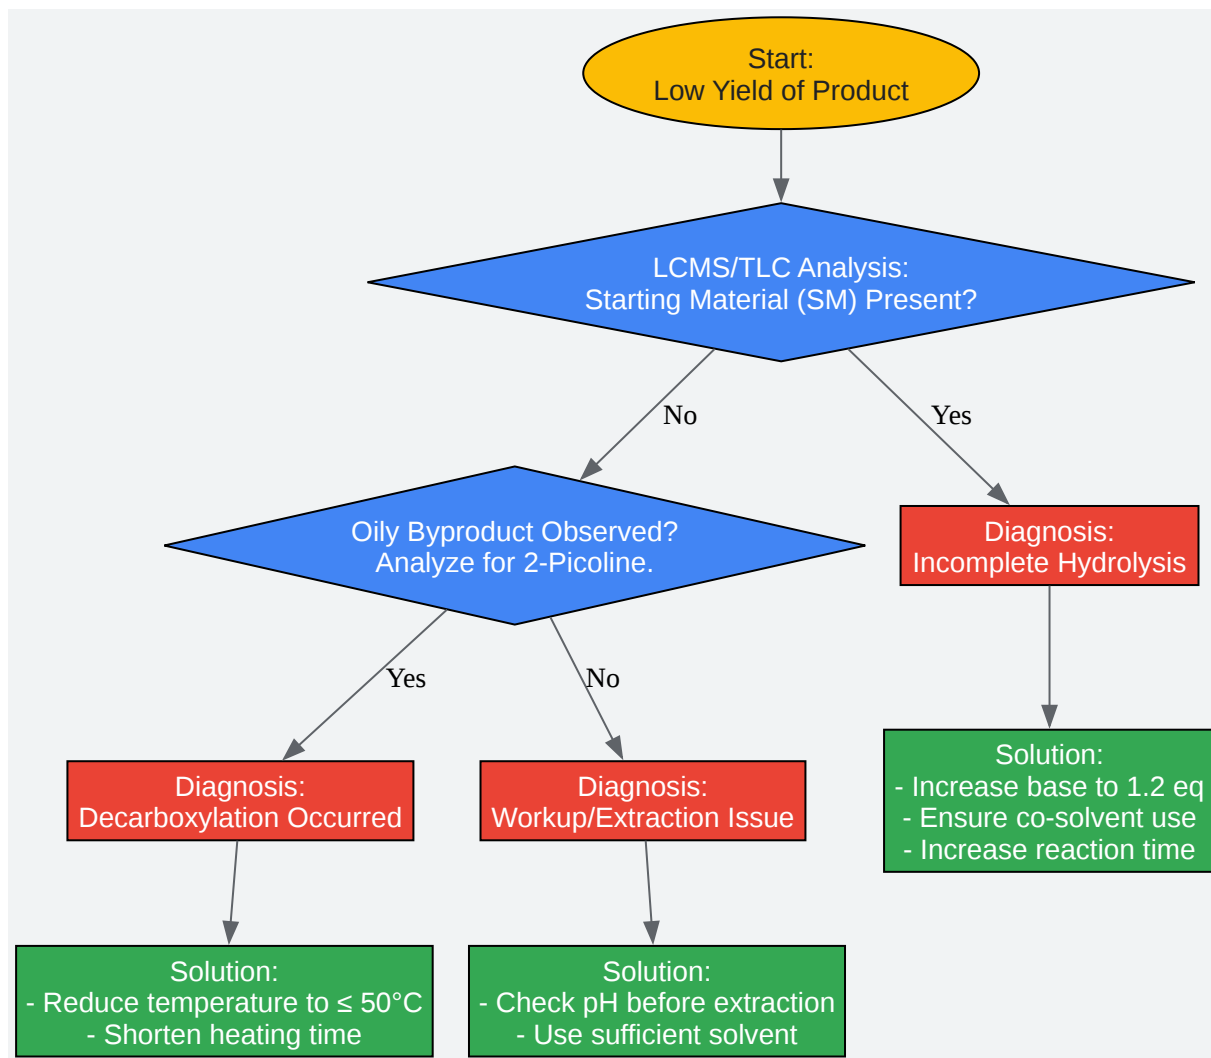 Start:
Low Yield of Product
LCMS/TLC Analysis:
Starting Material (SM) Present?
No
Yes
Oily Byproduct Observed?
Analyze for 2-Picoline.
Diagnosis:
Incomplete Hydrolysis
Yes
No
Diagnosis:
Decarboxylation Occurred
Diagnosis:
Workup/Extraction Issue
Solution:
- Increase base to 1.2 eq
- Ensure co-solvent use
- Increase reaction time
Solution:
- Reduce temperature to ≤ 50°C
- Shorten heating time
Solution:
- Check pH before extraction
- Use sufficient solvent